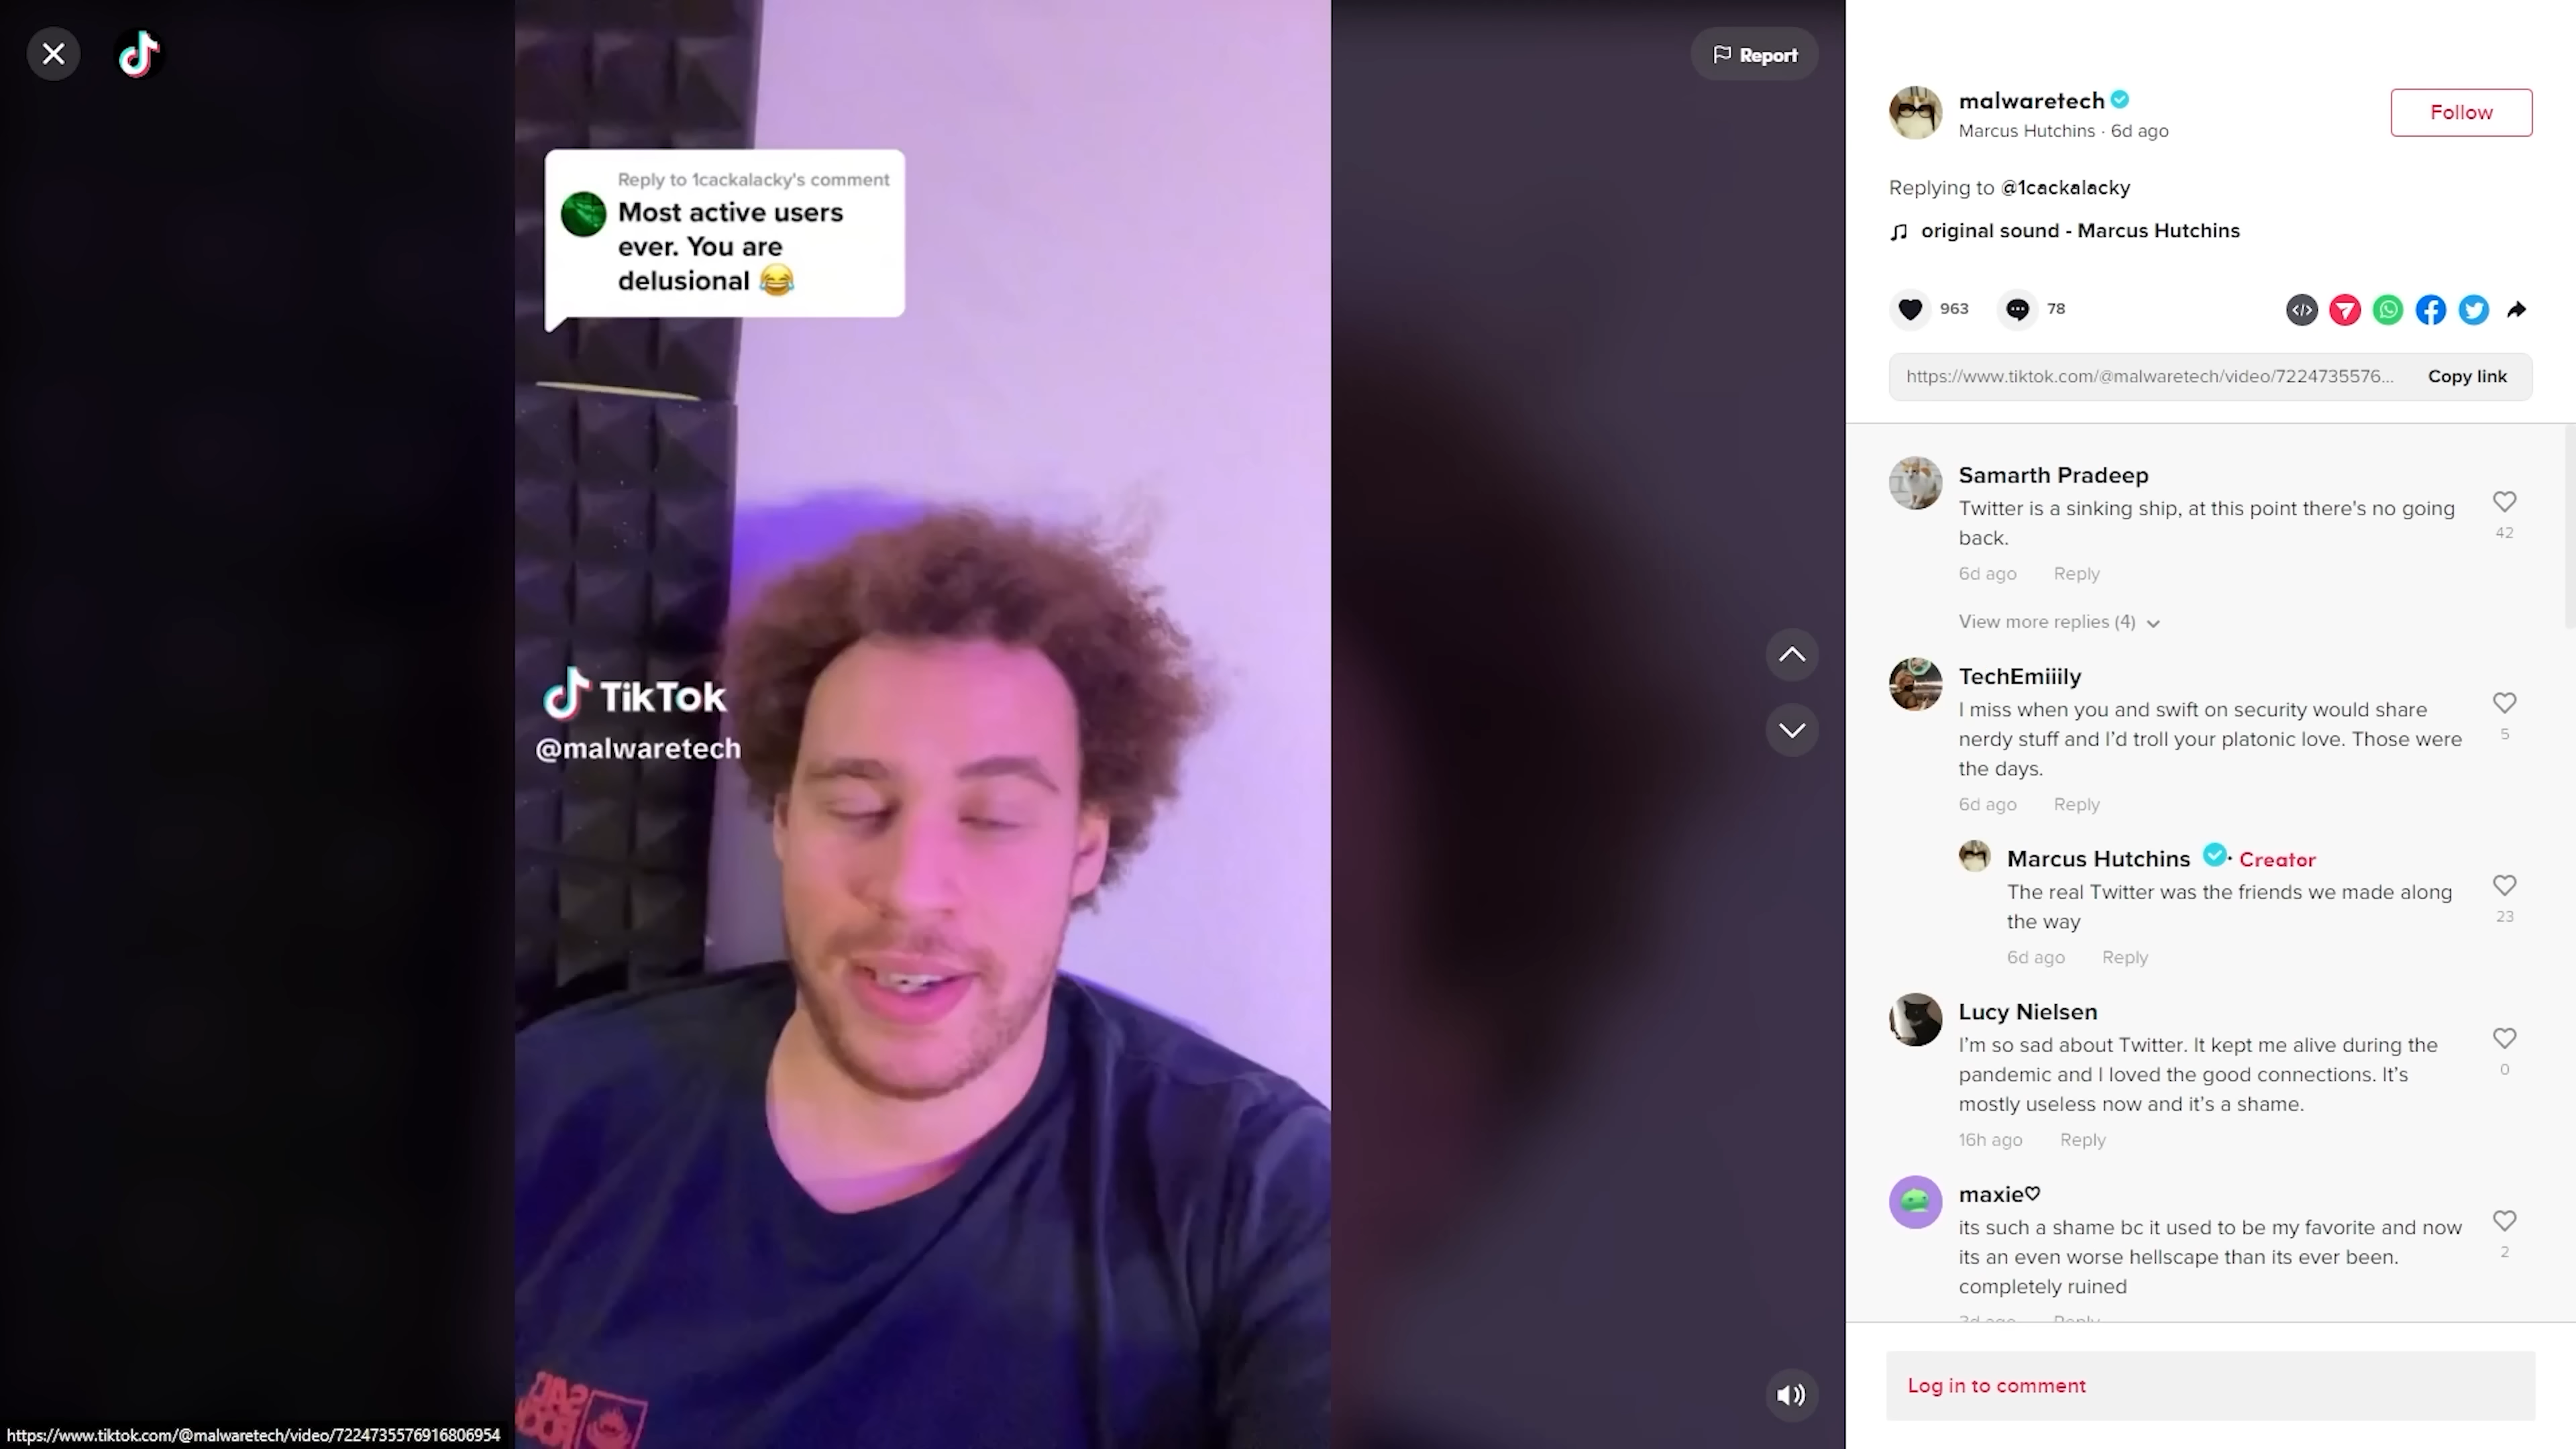 Report
Reply to 1cackalacky's comment
Most active users
ever. You are
delusional 😂
TikTok
@malwaretech
https://www.tiktok.com/@malwaretech/video/7224735576916806954
malwaretech
Marcus Hutchins · 6d ago
Follow
Replying to @1cackalacky
original sound - Marcus Hutchins
963
78
https://www.tiktok.com/@malwaretech/video/7224735576...
Copy link
Samarth Pradeep
Twitter is a sinking ship, at this point there's no going
back.
42
6d ago Reply
View more replies (4)
TechEmiiily
I miss when you and swift on security would share
nerdy stuff and I'd troll your platonic love. Those were
the days.
5
6d ago Reply
Marcus Hutchins · Creator
The real Twitter was the friends we made along
the way
23
6d ago Reply
Lucy Nielsen
I'm so sad about Twitter. It kept me alive during the
pandemic and I loved the good connections. It's
mostly useless now and it's a shame.
0
16h ago Reply
maxie♡
its such a shame bc it used to be my favorite and now
its an even worse hellscape than its ever been.
completely ruined
2
Reply
Log in to comment